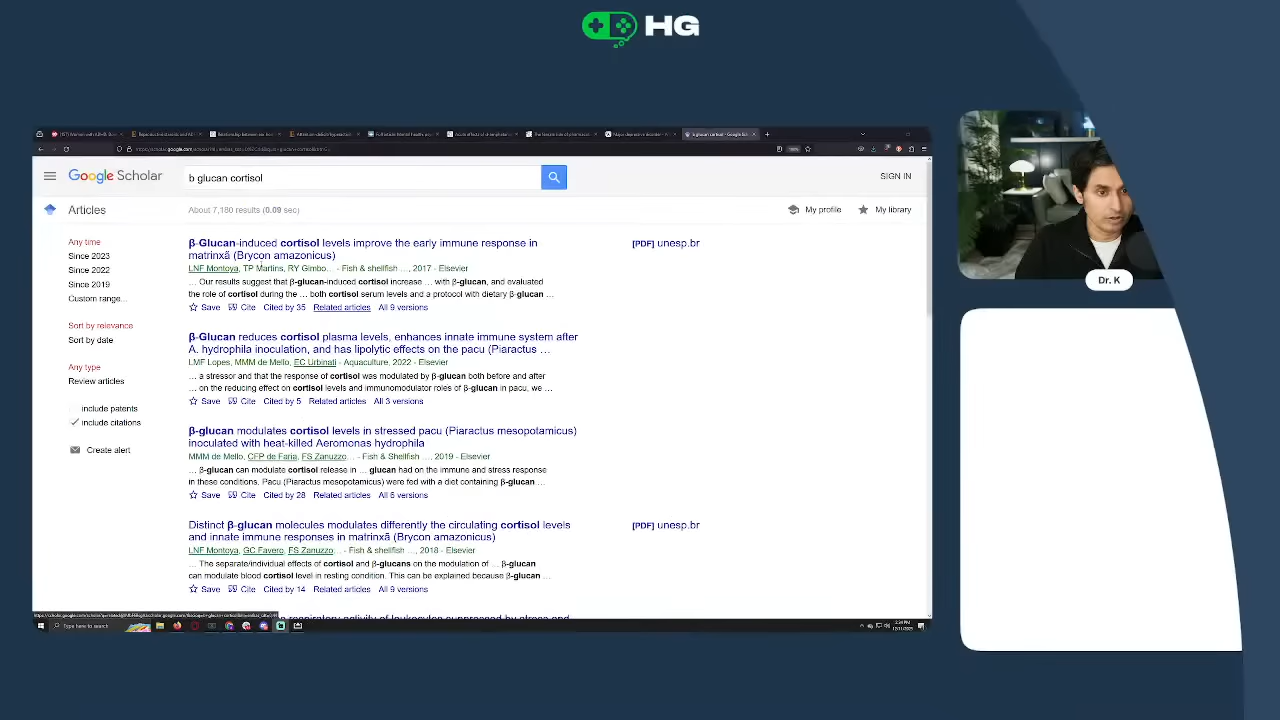 HG
Google Scholar
b glucan cortisol
SIGN IN
Articles
About 7,180 results (0.09 sec)
My profile
My library
Any time
Since 2023
Since 2022
Since 2019
Custom range...
Sort by relevance
Sort by date
Any type
Review articles
include patents
include citations
Create alert
β-Glucan-induced cortisol levels improve the early immune response in
matrinxã (Brycon amazonicus)
LNF Montoya, TP Martins, RY Gimbo... - Fish & shellfish ..., 2017 - Elsevier
... Our results suggest that β-glucan-induced cortisol increase ... with β-glucan, and evaluated
the role of cortisol during the ... both cortisol serum levels and a protocol with dietary β-glucan ...
Save Cite Cited by 35 Related articles All 9 versions
[PDF] unesp.br
β-Glucan reduces cortisol plasma levels, enhances innate immune system after
A. hydrophila inoculation, and has lipolytic effects on the pacu (Piaractus ...
LMF Lopes, MMM de Mello, EC Urbinati - Aquaculture, 2022 - Elsevier
... a stressor and that the response of cortisol was modulated by β-glucan both before and after
... on the reducing effect on cortisol levels and immunomodulator roles of β-glucan in pacu, we ...
Save Cite Cited by 5 Related articles All 3 versions
β-glucan modulates cortisol levels in stressed pacu (Piaractus mesopotamicus)
inoculated with heat-killed Aeromonas hydrophila
MMM de Mello, CFP de Faria, FS Zanuzzo... - Fish & Shellfish ..., 2019 - Elsevier
... β-glucan can modulate cortisol release in ... glucan had on the immune and stress response
in these conditions. Pacu (Piaractus mesopotamicus) were fed with a diet containing β-glucan ...
Save Cite Cited by 28 Related articles All 6 versions
Distinct β-glucan molecules modulates differently the circulating cortisol levels
and innate immune responses in matrinxã (Brycon amazonicus)
LNF Montoya, GC Favero, FS Zanuzzo... - Fish & shellfish ..., 2018 - Elsevier
... The separate/individual effects of cortisol and β-glucans on the modulation of ... β-glucan
can modulate blood cortisol level in resting condition. This can be explained because β-glucan ...
Save Cite Cited by 14 Related articles All 9 versions
[PDF] unesp.br
Type here to search
Dr. K